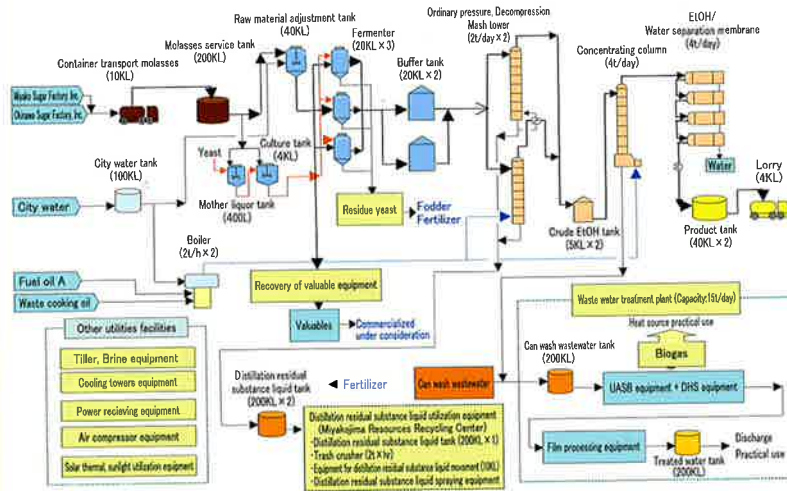 Raw material adjustment tank
(40KL)
Molasses service tank
(200KL)
Container transport molasses
(10KL)
Fermenter
(20KL × 3)
Buffer tank
(20KL × 2)
Ordinary pressure, Decompression
Mash tower
(2t/day × 2)
EtOH/
Water separation membrane
(4t/day)
Concentrating column
(4t/day)
Miyako Sugar Factory, Inc.
Okinawa Sugar Factory, Inc.
City water tank
(100KL)
Yeast
Culture tank
(4KL)
Mother liquor tank
(400L)
City water
Residue yeast
Fodder
Fertilizer
Crude EtOH tank
(5KL × 2)
Water
Lorry
(4KL)
Product tank
(40KL × 2)
Boiler
(2t/h × 2)
Fuel oil A
Waste cooking oil
Recovery of valuable equipment
Valuables
Commercialized
under consideration
Waste water treatment plant (Capacity:15t/day)
Heat source practical use
Biogas
Can wash wastewater tank
(200KL)
UASB equipment + DHS equipment
Can wash wastewater
Other utilities facilities
Tiller, Brine equipment
Cooling towers equipment
Power recieving equipment
Air compressor equipment
Solar thermal, sunlight utilization equipment
Distillation residual
substance liquid tank
(200KL × 2)
Fertilizer
Distillation residual substance liquid utilization equipment
(Miyakojima Resources Recycling Center)
·Distillation residual substance liquid tank (200KL × 1)
·Trash crusher (2t × hr)
·Equipment for distillation residual substance liquid movement (10KL)
·Distillation residual substance liquid spraying equipment
Film processing equipment
Treated water tank
(200KL)
Discharge
Practical use